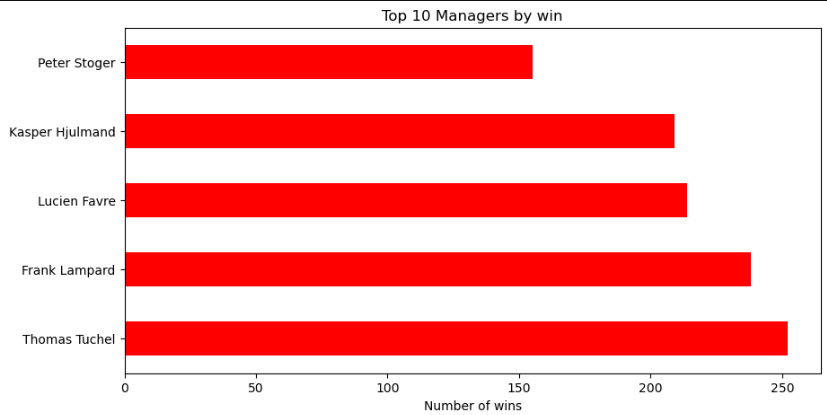 Top 10 Managers by win
Peter Stoger
Kasper Hjulmand
Lucien Favre
Frank Lampard
Thomas Tuchel
0 50 100 150 200 250
Number of wins